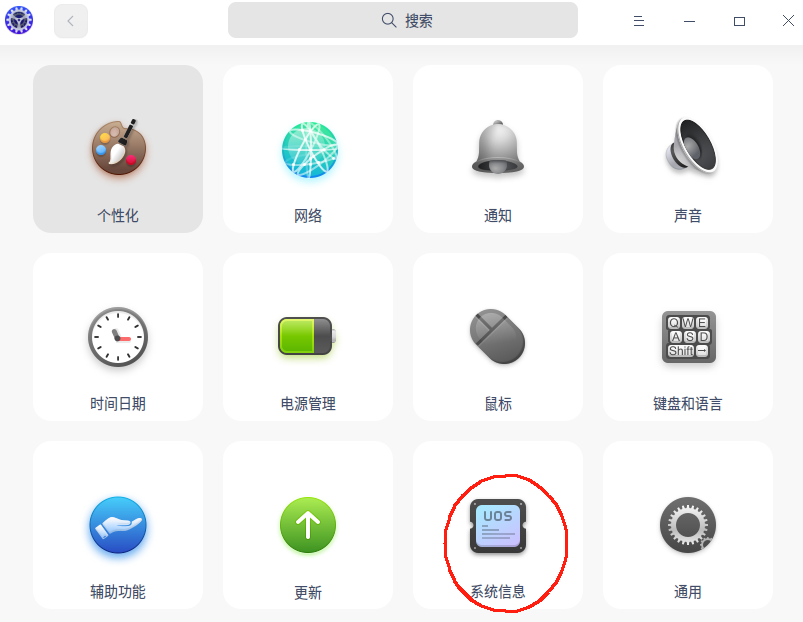 搜索
个性化
网络
通知
声音
时间日期
电源管理
鼠标
Q W E
A S D
Shift →
键盘和语言
辅助功能
更新
UOS
系统信息
通用